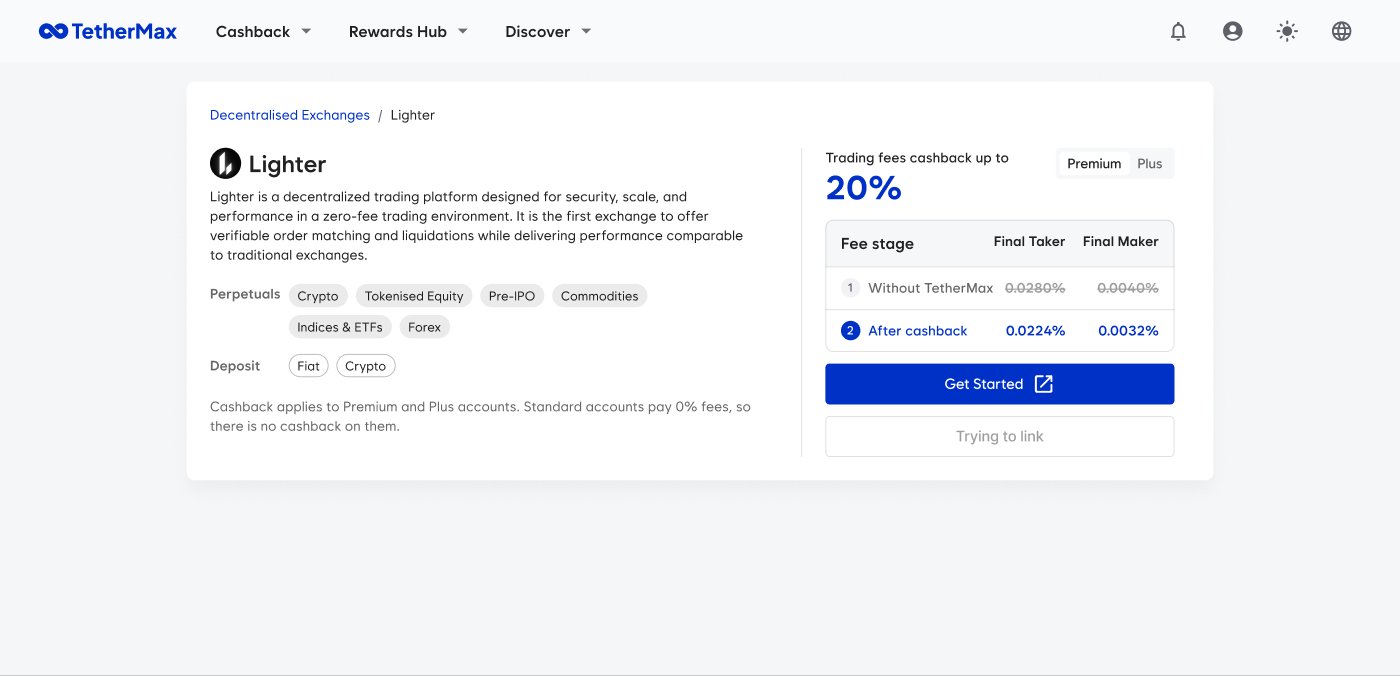 TetherMax
Cashback
Rewards Hub
Discover
Decentralised Exchanges / Lighter
Lighter
Lighter is a decentralized trading platform designed for security, scale, and
performance in a zero-fee trading environment. It is the first exchange to offer
verifiable order matching and liquidations while delivering performance comparable
to traditional exchanges.
Perpetuals Crypto Tokenised Equity Pre-IPO Commodities
Indices & ETFs Forex
Deposit Fiat Crypto
Cashback applies to Premium and Plus accounts. Standard accounts pay 0% fees, so
there is no cashback on them.
Trading fees cashback up to
20%
Premium Plus
Fee stage Final Taker Final Maker
1 Without TetherMax 0.0280% 0.0040%
2 After cashback 0.0224% 0.0032%
Get Started
Trying to link